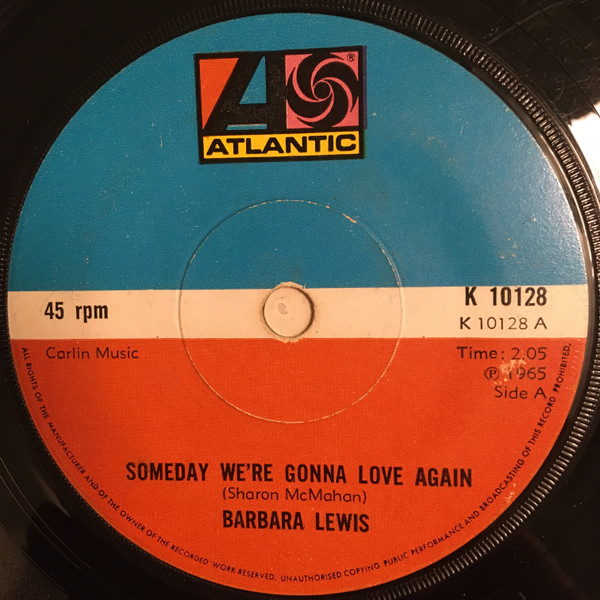 A
®
ATLANTIC
45 rpm
K 10128
K 10128 A
Carlin Music
Time: 2.05
℗ 1965
Side A
SOMEDAY WE'RE GONNA LOVE AGAIN
(Sharon McMahan)
BARBARA LEWIS
ALL RIGHTS OF THE MANUFACTURER AND OF THE OWNER OF THE RECORDED WORK RESERVED. UNAUTHORISED COPYING PUBLIC PERFORMANCE AND BROADCASTING OF THIS RECORD PROHIBITED.